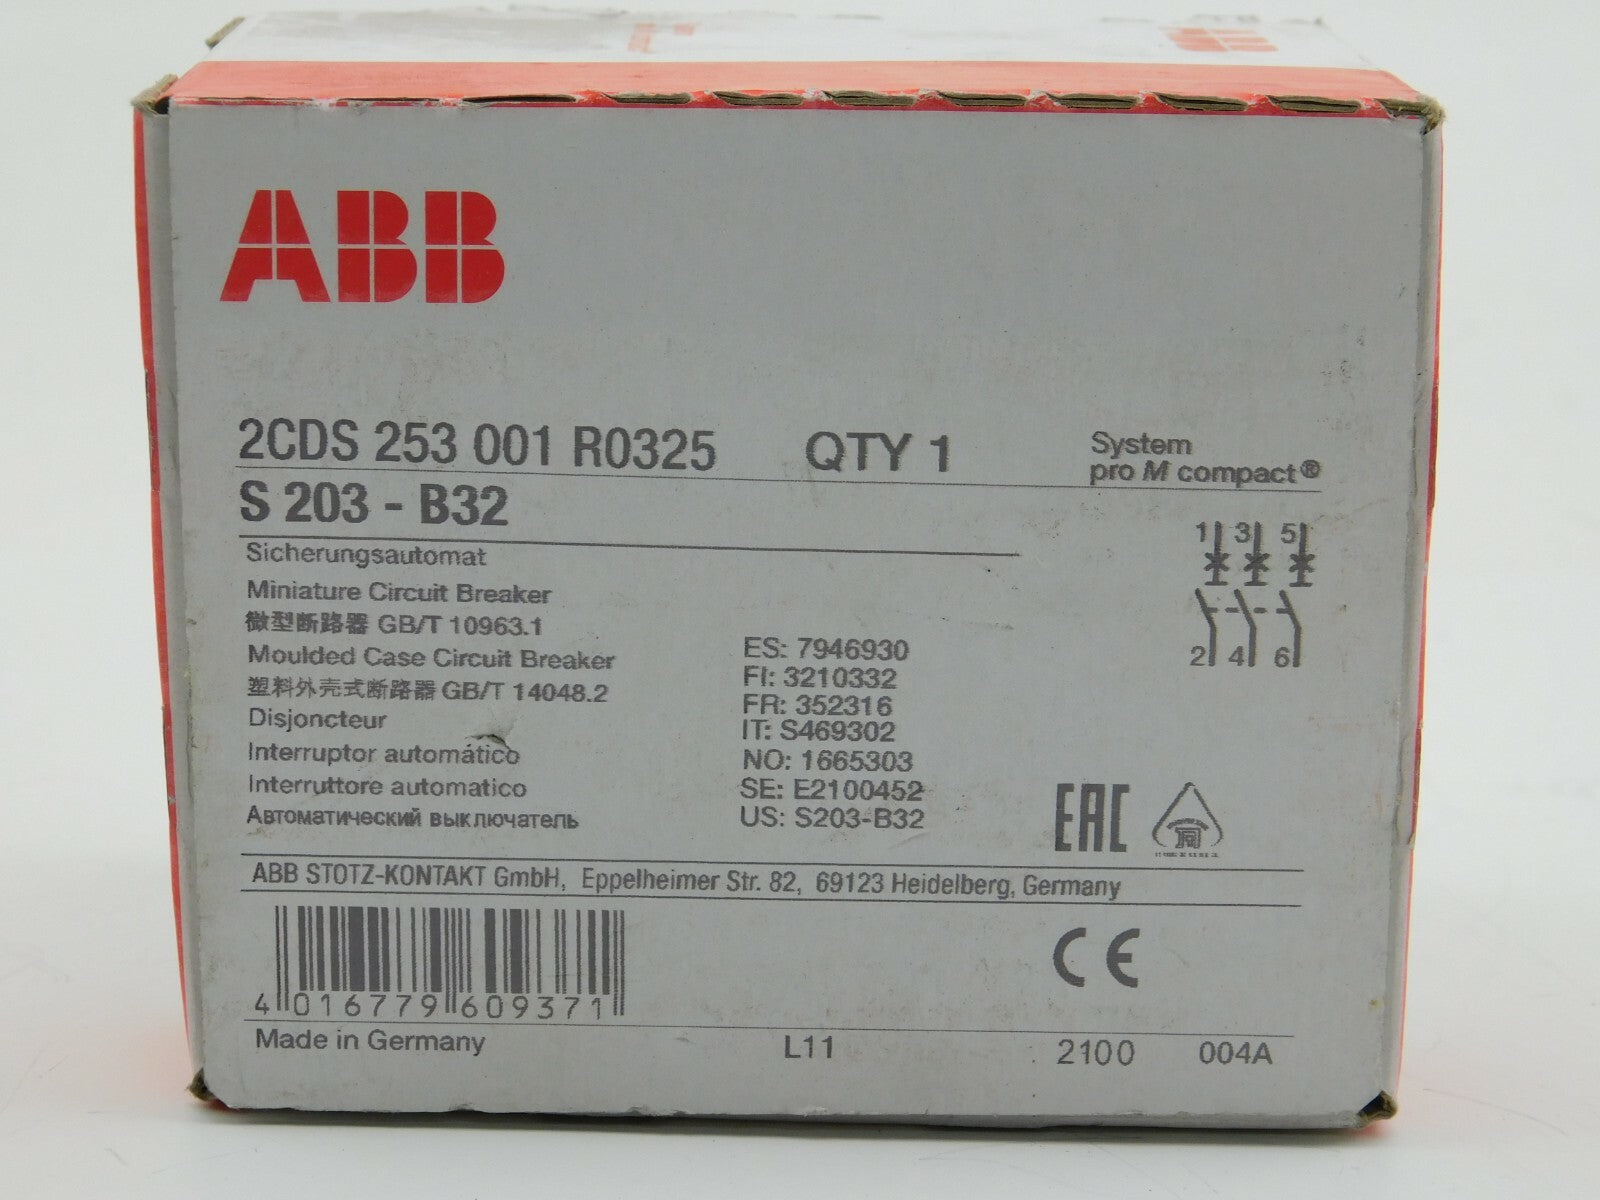 ABB
ABB
2CDS 253 001 R0325 QTY 1
System
pro M compact®
S 203 - B32
Sicherungsautomat
Miniature Circuit Breaker
微型断路器 GB/T 10963.1
Moulded Case Circuit Breaker
塑料外壳式断路器 GB/T 14048.2
Disjoncteur
Interruptor automático
Interruttore automatico
Автоматический выключатель
ES: 7946930
FI: 3210332
FR: 352316
IT: S469302
NO: 1665303
SE: E2100452
US: S203-B32
1 3 5
2 4 6
EAC
ABB STOTZ-KONTAKT GmbH, Eppelheimer Str. 82, 69123 Heidelberg, Germany
CE
4 016779 609371
Made in Germany L11 2100 004A